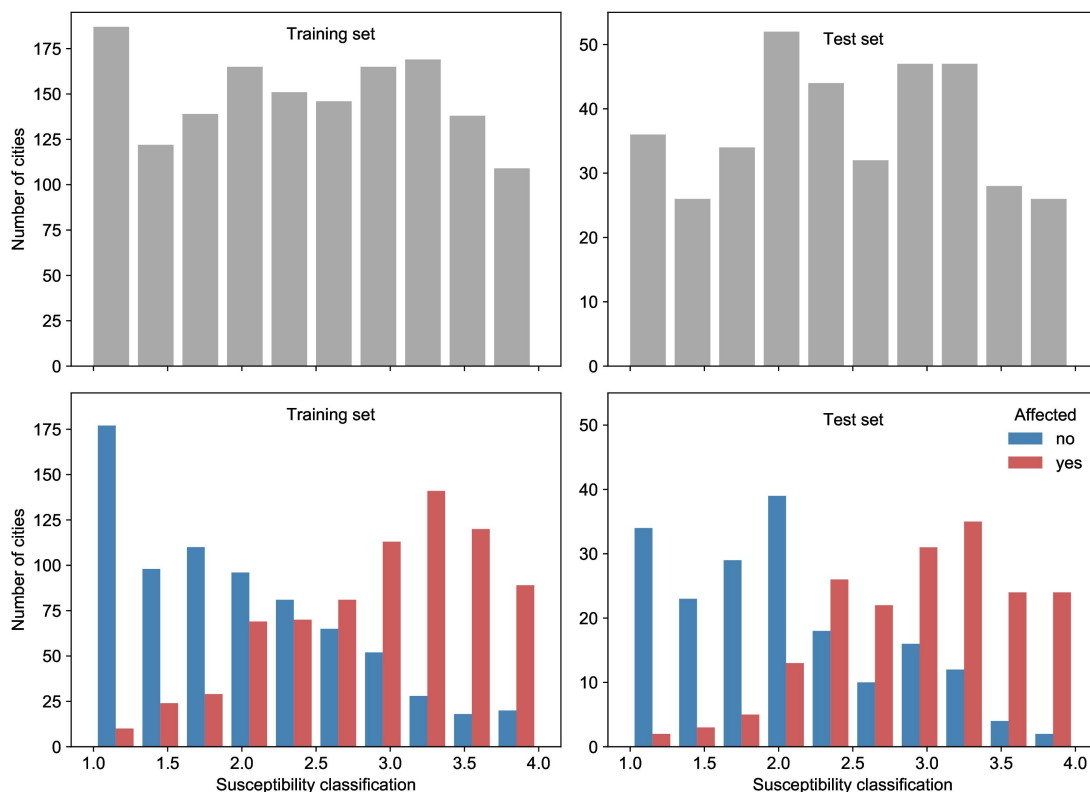 Training set
Number of cities
175
150
125
100
75
50
25
0
Test set
50
40
30
20
10
0
Training set
Number of cities
175
150
125
100
75
50
25
0
1.0 1.5 2.0 2.5 3.0 3.5 4.0
Susceptibility classification
Test set
Affected
no
yes
50
40
30
20
10
0
1.0 1.5 2.0 2.5 3.0 3.5 4.0
Susceptibility classification